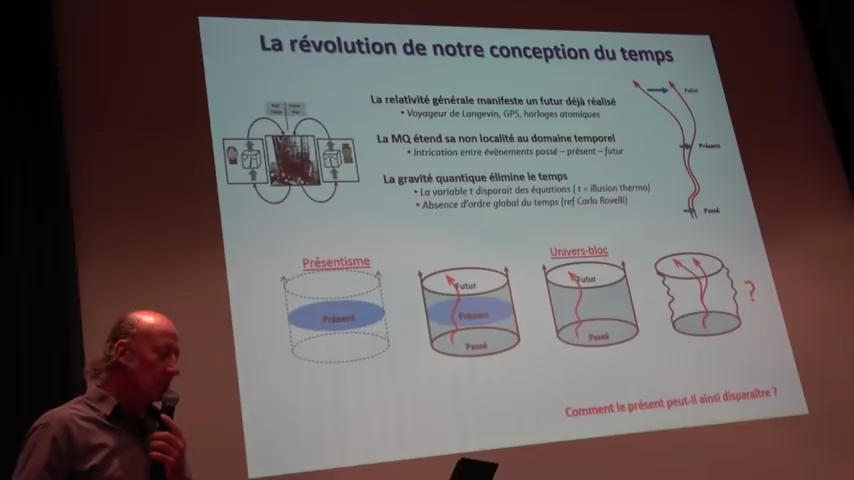 La révolution de notre conception du temps
La relativité générale manifeste un futur déjà réalisé
• Voyageur de Langevin, GPS, horloges atomiques
La MQ étend sa non localité au domaine temporel
• Intrication entre évènements passé – présent – futur
La gravité quantique élimine le temps
• La variable t disparait des équations ( t = illusion thermo)
• Absence d'ordre global du temps (ref Carlo Rovelli)
Futur
Présent
Passé
Présentisme
Présent
Futur
Présent
Passé
Univers-bloc
Futur
Passé
?
Comment le présent peut-il ainsi disparaître ?